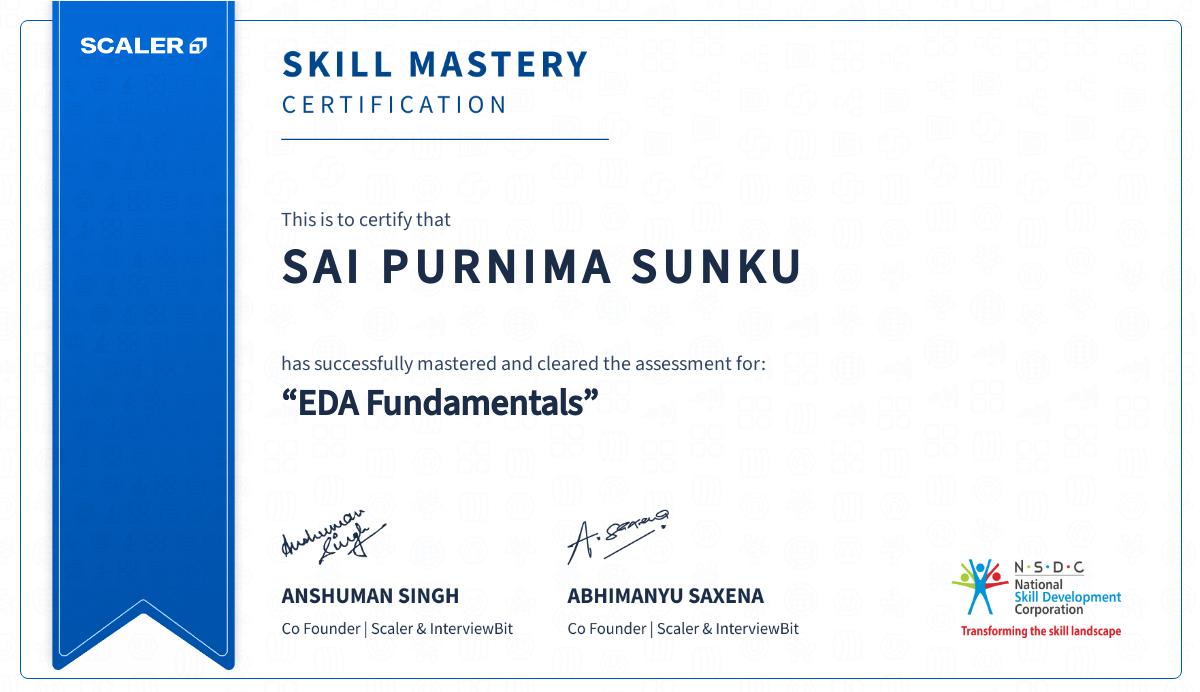 SCALER
SKILL MASTERY
CERTIFICATION
This is to certify that
SAI PURNIMA SUNKU
has successfully mastered and cleared the assessment for:
“EDA Fundamentals”
Anshuman Singh
A. Saxena
ANSHUMAN SINGH
Co Founder | Scaler & InterviewBit
ABHIMANYU SAXENA
Co Founder | Scaler & InterviewBit
N·S·D·C
National
Skill Development
Corporation
Transforming the skill landscape